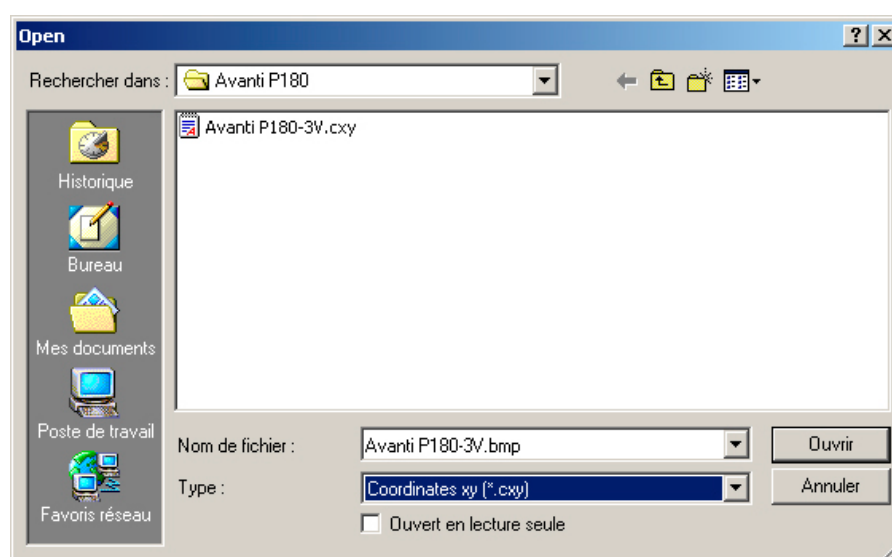 Open
Rechercher dans : Avanti P180
Avanti P180-3V.cxy
Historique
Bureau
Mes documents
Poste de travail
Favoris réseau
Nom de fichier : Avanti P180-3V.bmp Ouvrir
Type : Coordinates xy (*.cxy) Annuler
Ouvert en lecture seule